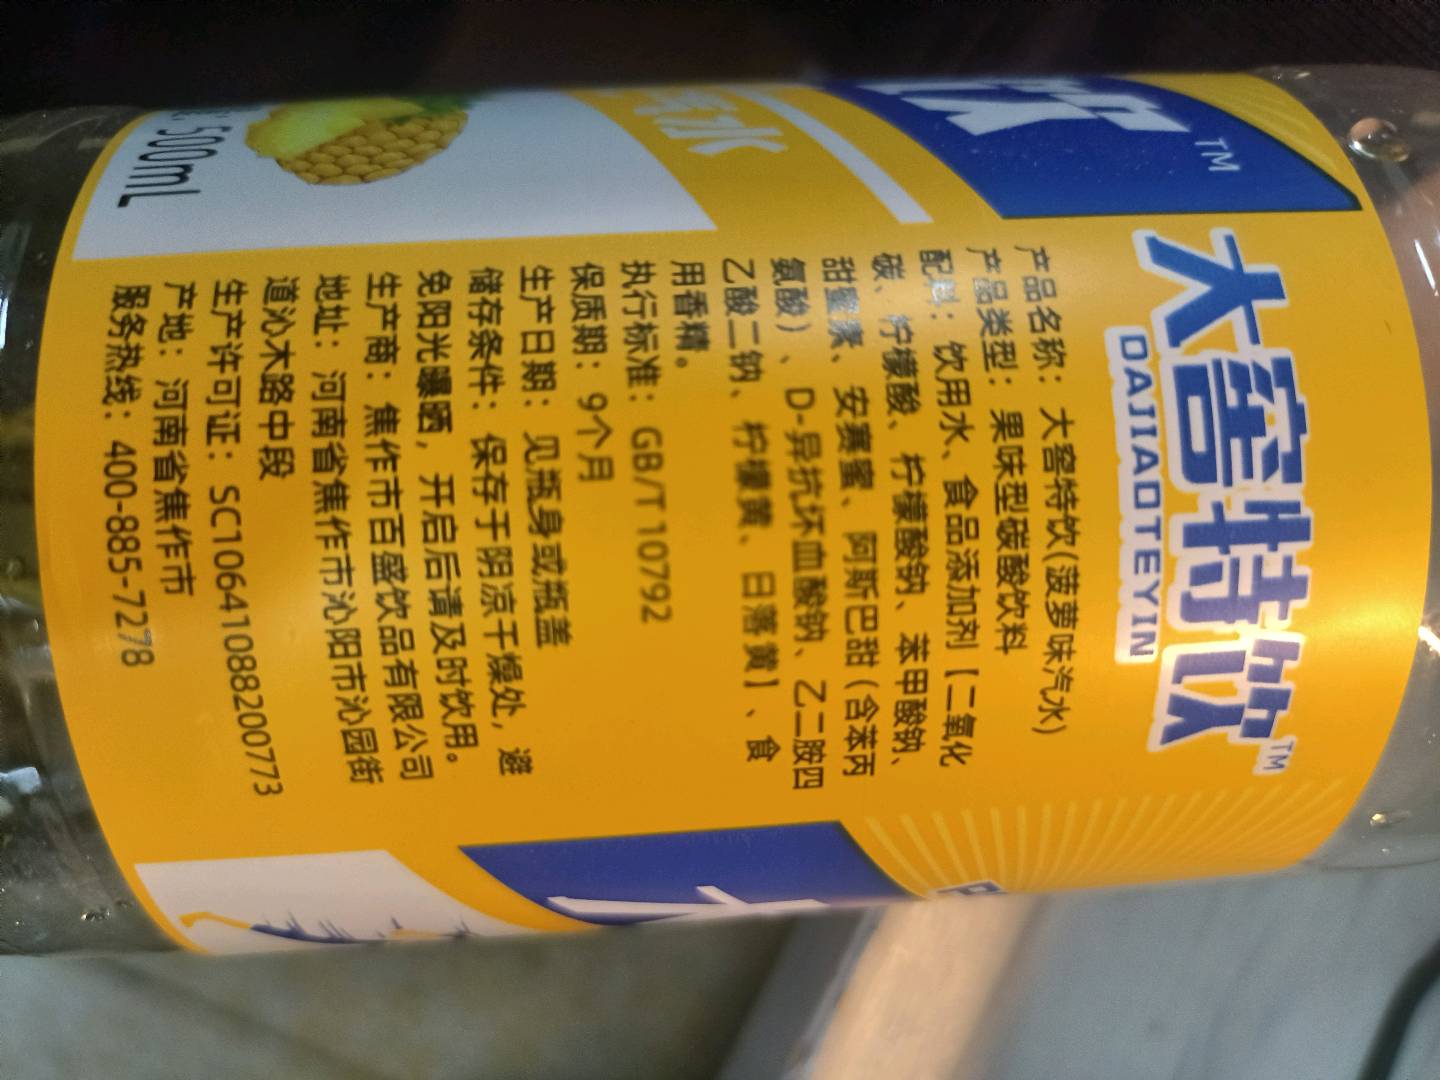 大窖特饮™
DAJIAOTEYIN
产品名称：大窖特饮(菠萝味汽水)
产品类型：果味型碳酸饮料
配料：饮用水、食品添加剂【二氧化
碳、柠檬酸、柠檬酸钠、苯甲酸钠、
甜蜜素、安赛蜜、阿斯巴甜（含苯丙
氨酸）、D-异抗坏血酸钠、乙二胺四
乙酸二钠、柠檬黄、日落黄】、食
用香精。
执行标准：GB/T 10792
保质期：9个月
生产日期：见瓶身或瓶盖
储存条件：保存于阴凉干燥处，避
免阳光曝晒，开启后请及时饮用。
生产商：焦作市百盛饮品有限公司
地址：河南省焦作市沁阳市沁园街
道沁木路中段
生产许可证：SC10641088200773
产地：河南省焦作市
服务热线：400-885-7278
饮™
水
500mL